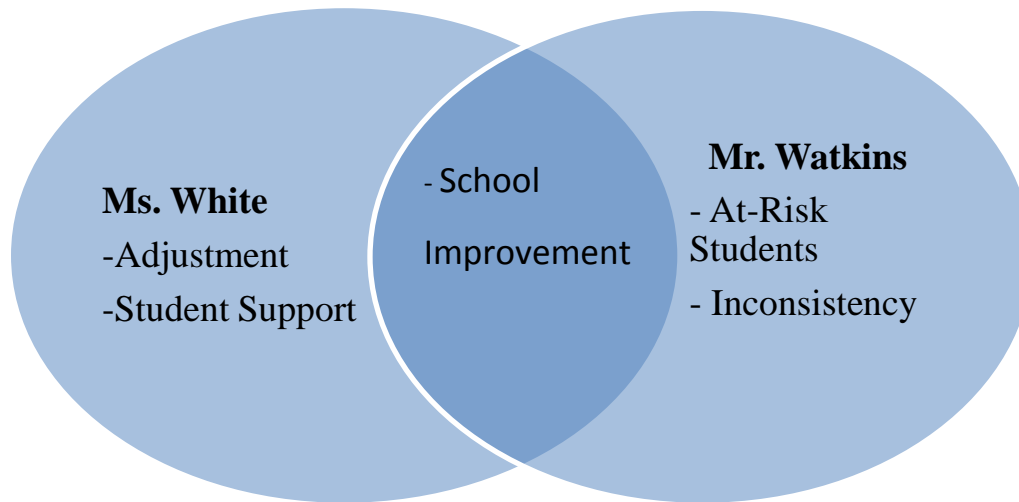 Ms. White
-Adjustment
-Student Support
- School
Improvement
Mr. Watkins
- At-Risk
Students
- Inconsistency